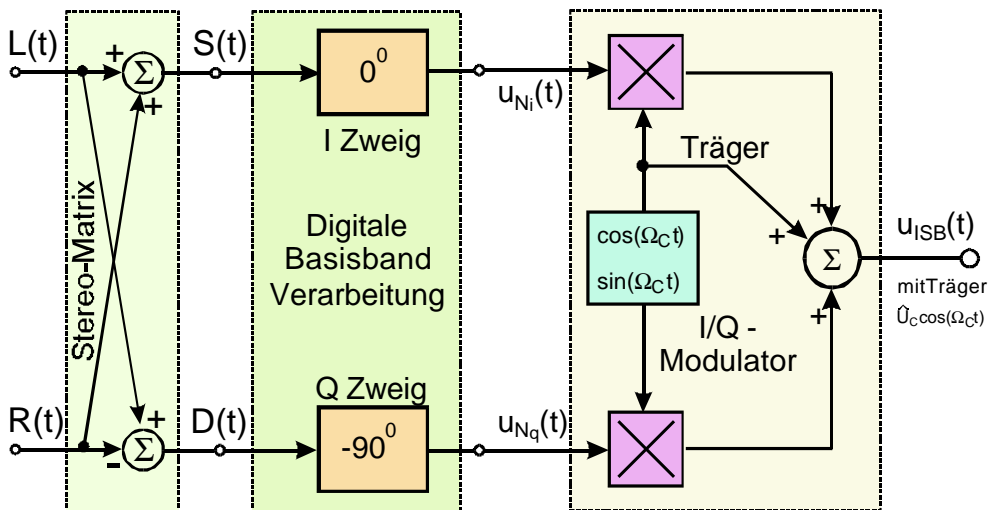 L(t)
+
Σ
+
S(t)
0⁰
I Zweig
u_Ni(t)
Träger
Stereo-Matrix
Digitale
Basisband
Verarbeitung
cos(Ω_C t)
sin(Ω_C t)
I/Q -
Modulator
+
+
Σ
+
u_ISB(t)
mitTräger
Û_C cos(Ω_C t)
R(t)
+
Σ
-
D(t)
Q Zweig
-90⁰
u_Nq(t)